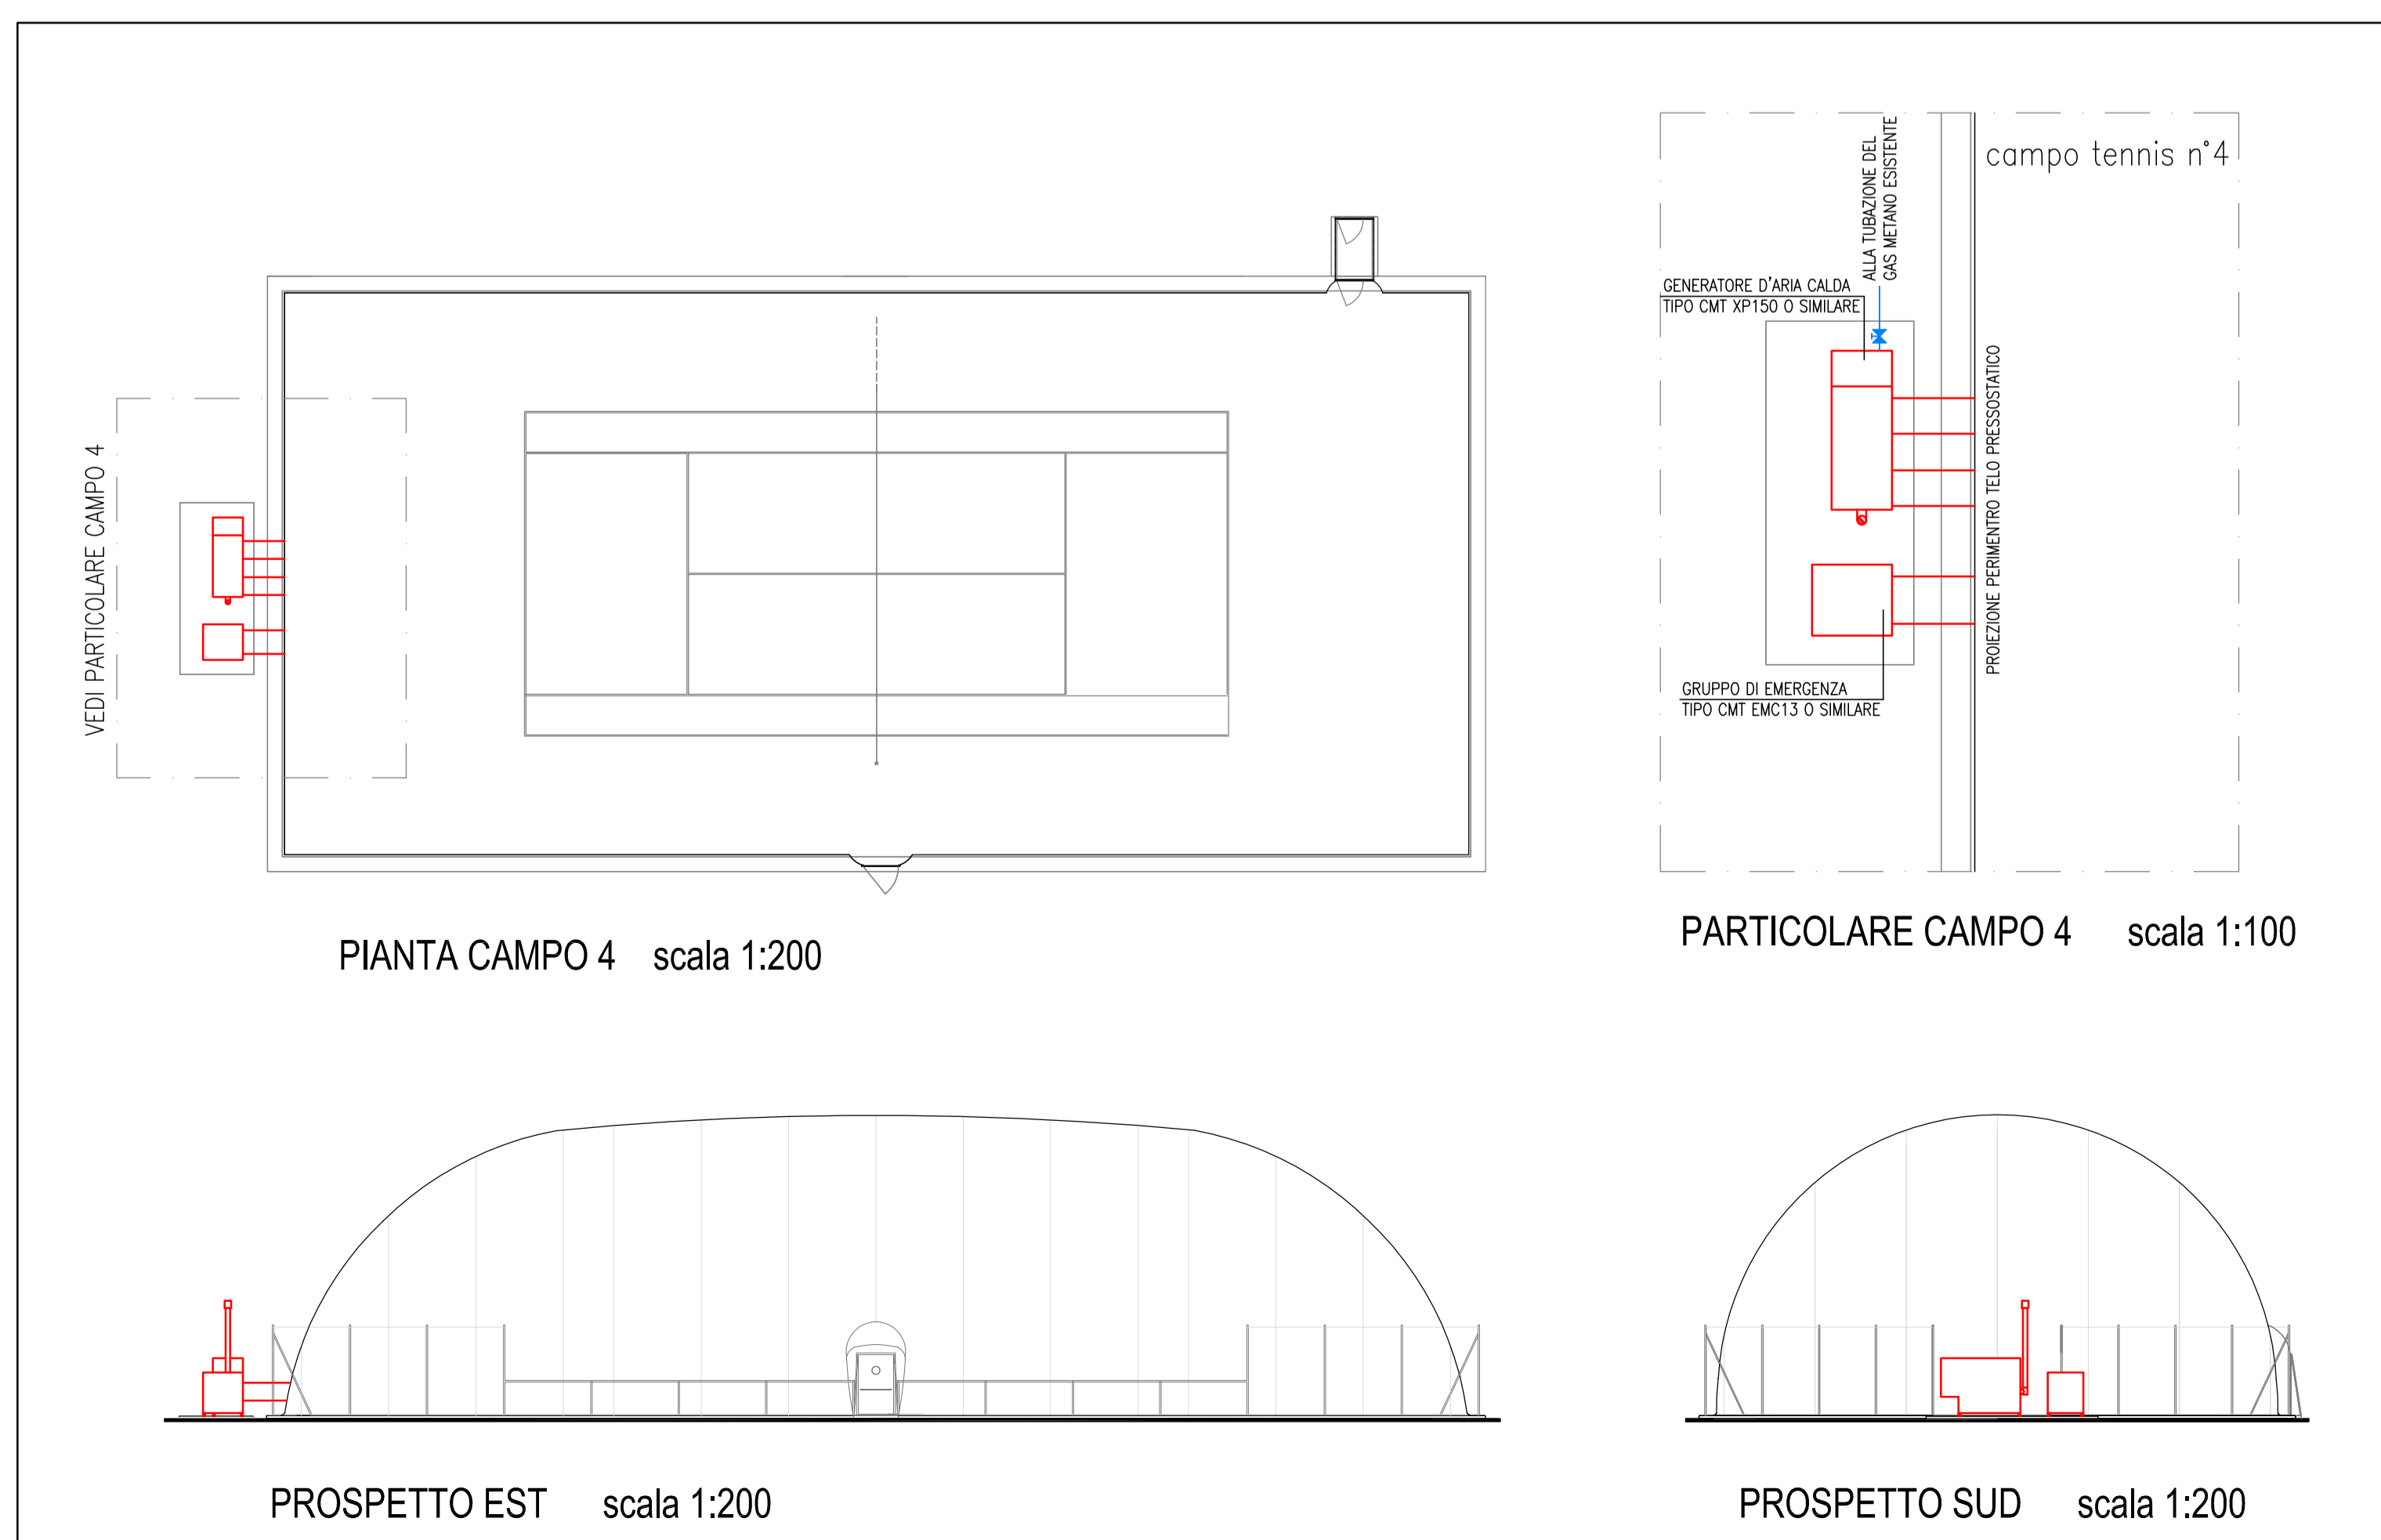 VEDI PARTICOLARE CAMPO 4
PIANTA CAMPO 4 scala 1:200
campo tennis n°4
ALLA TUBAZIONE DEL
GAS METANO ESISTENTE
GENERATORE D'ARIA CALDA
TIPO CMT XP150 O SIMILARE
PROIEZIONE PERIMENTRO TELO PRESSOSTATICO
GRUPPO DI EMERGENZA
TIPO CMT EMC13 O SIMILARE
PARTICOLARE CAMPO 4 scala 1:100
PROSPETTO EST scala 1:200
PROSPETTO SUD scala 1:200